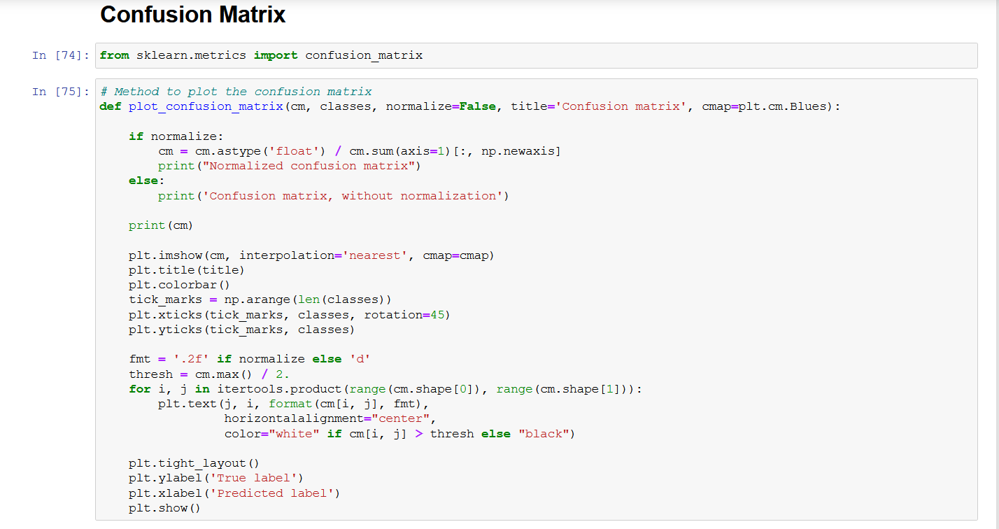 Confusion Matrix
In [74]: from sklearn.metrics import confusion_matrix
In [75]: # Method to plot the confusion matrix
def plot_confusion_matrix(cm, classes, normalize=False, title='Confusion matrix', cmap=plt.cm.Blues):
    if normalize:
        cm = cm.astype('float') / cm.sum(axis=1)[:, np.newaxis]
        print("Normalized confusion matrix")
    else:
        print('Confusion matrix, without normalization')
    print(cm)
    plt.imshow(cm, interpolation='nearest', cmap=cmap)
    plt.title(title)
    plt.colorbar()
    tick_marks = np.arange(len(classes))
    plt.xticks(tick_marks, classes, rotation=45)
    plt.yticks(tick_marks, classes)
    fmt = '.2f' if normalize else 'd'
    thresh = cm.max() / 2.
    for i, j in itertools.product(range(cm.shape[0]), range(cm.shape[1])):
        plt.text(j, i, format(cm[i, j], fmt),
                 horizontalalignment="center",
                 color="white" if cm[i, j] > thresh else "black")
    plt.tight_layout()
    plt.ylabel('True label')
    plt.xlabel('Predicted label')
    plt.show()